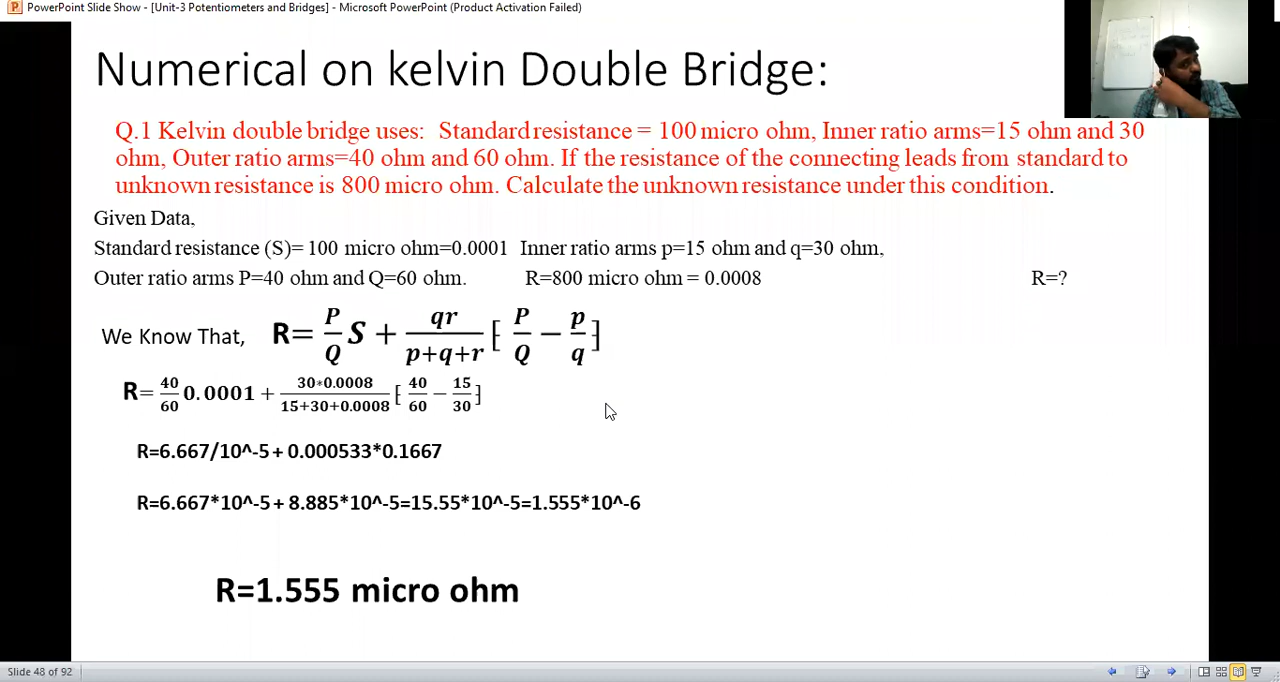 PowerPoint Slide Show - [Unit-3 Potentiometers and Bridges] - Microsoft PowerPoint (Product Activation Failed)
Numerical on kelvin Double Bridge:
Q.1 Kelvin double bridge uses: Standard resistance = 100 micro ohm, Inner ratio arms=15 ohm and 30
ohm, Outer ratio arms=40 ohm and 60 ohm. If the resistance of the connecting leads from standard to
unknown resistance is 800 micro ohm. Calculate the unknown resistance under this condition.
Given Data,
Standard resistance (S)= 100 micro ohm=0.0001 Inner ratio arms p=15 ohm and q=30 ohm,
Outer ratio arms P=40 ohm and Q=60 ohm. R=800 micro ohm = 0.0008 R=?
We Know That, R= P/Q S + qr/p+q+r [ P/Q − p/q ]
R= 40/60 0.0001 + 30*0.0008/15+30+0.0008 [ 40/60 − 15/30 ]
R=6.667/10^-5 + 0.000533*0.1667
R=6.667*10^-5 + 8.885*10^-5=15.55*10^-5=1.555*10^-6
R=1.555 micro ohm
Slide 48 of 92